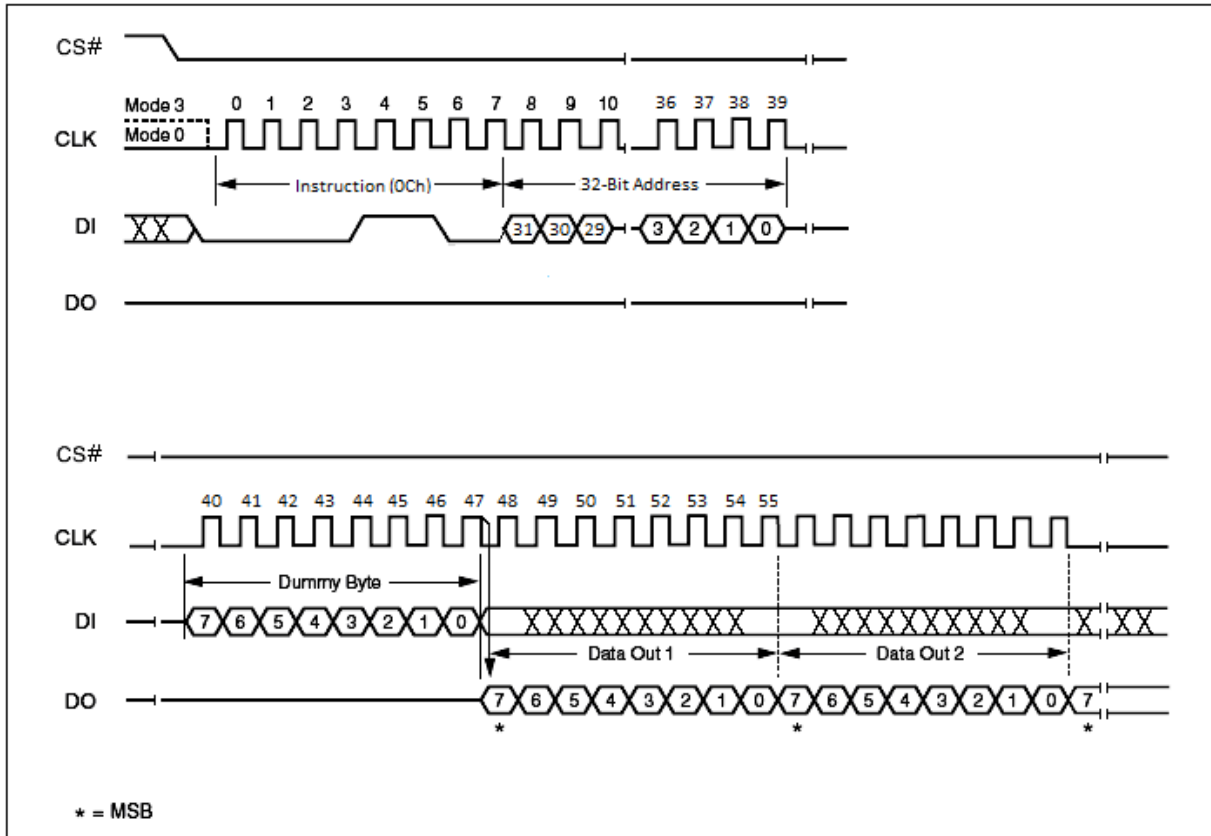 CS#
Mode 3 0 1 2 3 4 5 6 7 8 9 10 36 37 38 39
CLK Mode 0
Instruction (0Ch) 32-Bit Address
DI 31 30 29 3 2 1 0
DO
CS#
40 41 42 43 44 45 46 47 48 49 50 51 52 53 54 55
CLK
Dummy Byte
DI 7 6 5 4 3 2 1 0
Data Out 1 Data Out 2
DO 7 6 5 4 3 2 1 0 7 6 5 4 3 2 1 0 7
* * *
* = MSB